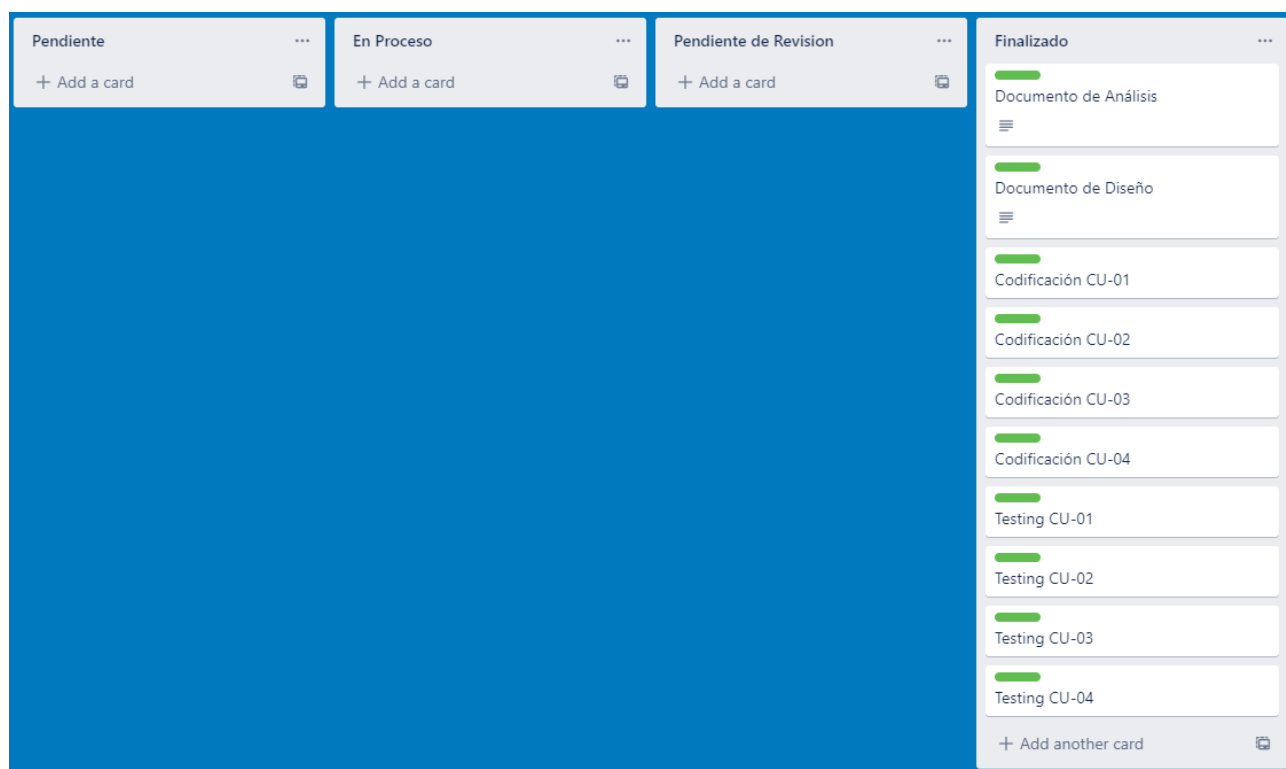 Pendiente
+ Add a card
En Proceso
+ Add a card
Pendiente de Revision
+ Add a card
Finalizado
Documento de Análisis
Documento de Diseño
Codificación CU-01
Codificación CU-02
Codificación CU-03
Codificación CU-04
Testing CU-01
Testing CU-02
Testing CU-03
Testing CU-04
+ Add another card